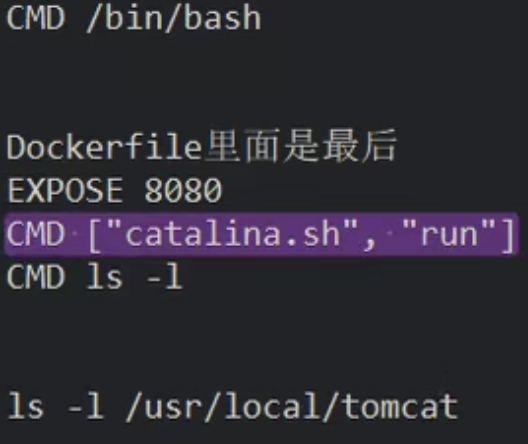 CMD /bin/bash
Dockerfile里面是最后
EXPOSE 8080
CMD ["catalina.sh", "run"]
CMD ls -l
ls -l /usr/local/tomcat